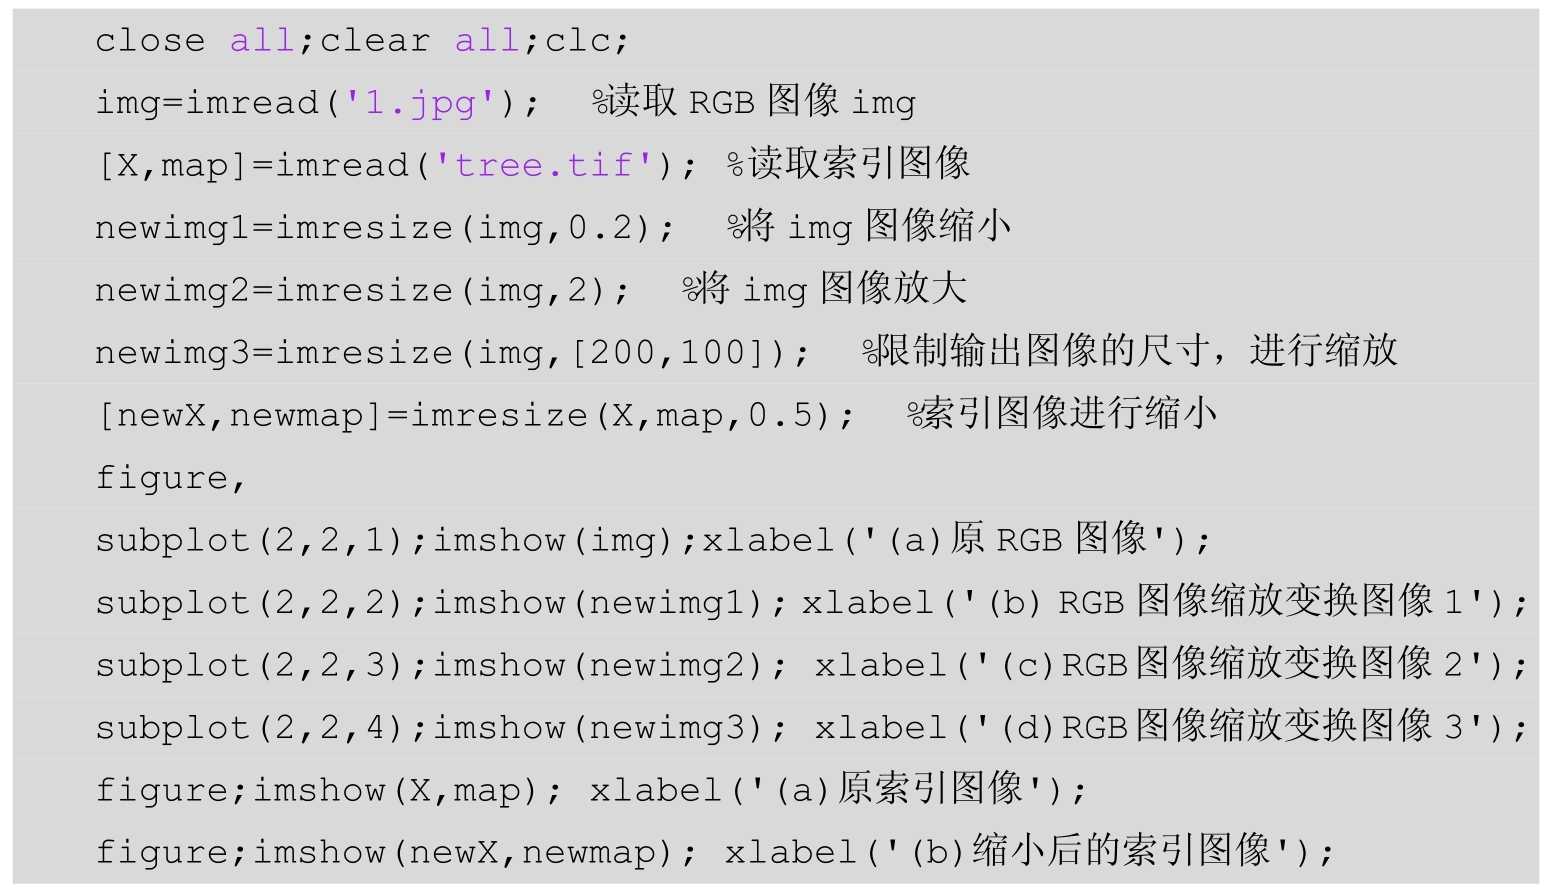 close all;clear all;clc;
img=imread('1.jpg');  %读取 RGB 图像 img
[X,map]=imread('tree.tif'); %读取索引图像
newimg1=imresize(img,0.2);  %将 img 图像缩小
newimg2=imresize(img,2);  %将 img 图像放大
newimg3=imresize(img,[200,100]);  %限制输出图像的尺寸，进行缩放
[newX,newmap]=imresize(X,map,0.5);  %索引图像进行缩小
figure,
subplot(2,2,1);imshow(img);xlabel('(a)原 RGB 图像');
subplot(2,2,2);imshow(newimg1); xlabel('(b) RGB 图像缩放变换图像 1');
subplot(2,2,3);imshow(newimg2); xlabel('(c)RGB图像缩放变换图像 2');
subplot(2,2,4);imshow(newimg3); xlabel('(d)RGB图像缩放变换图像 3');
figure;imshow(X,map); xlabel('(a)原索引图像');
figure;imshow(newX,newmap); xlabel('(b)缩小后的索引图像');